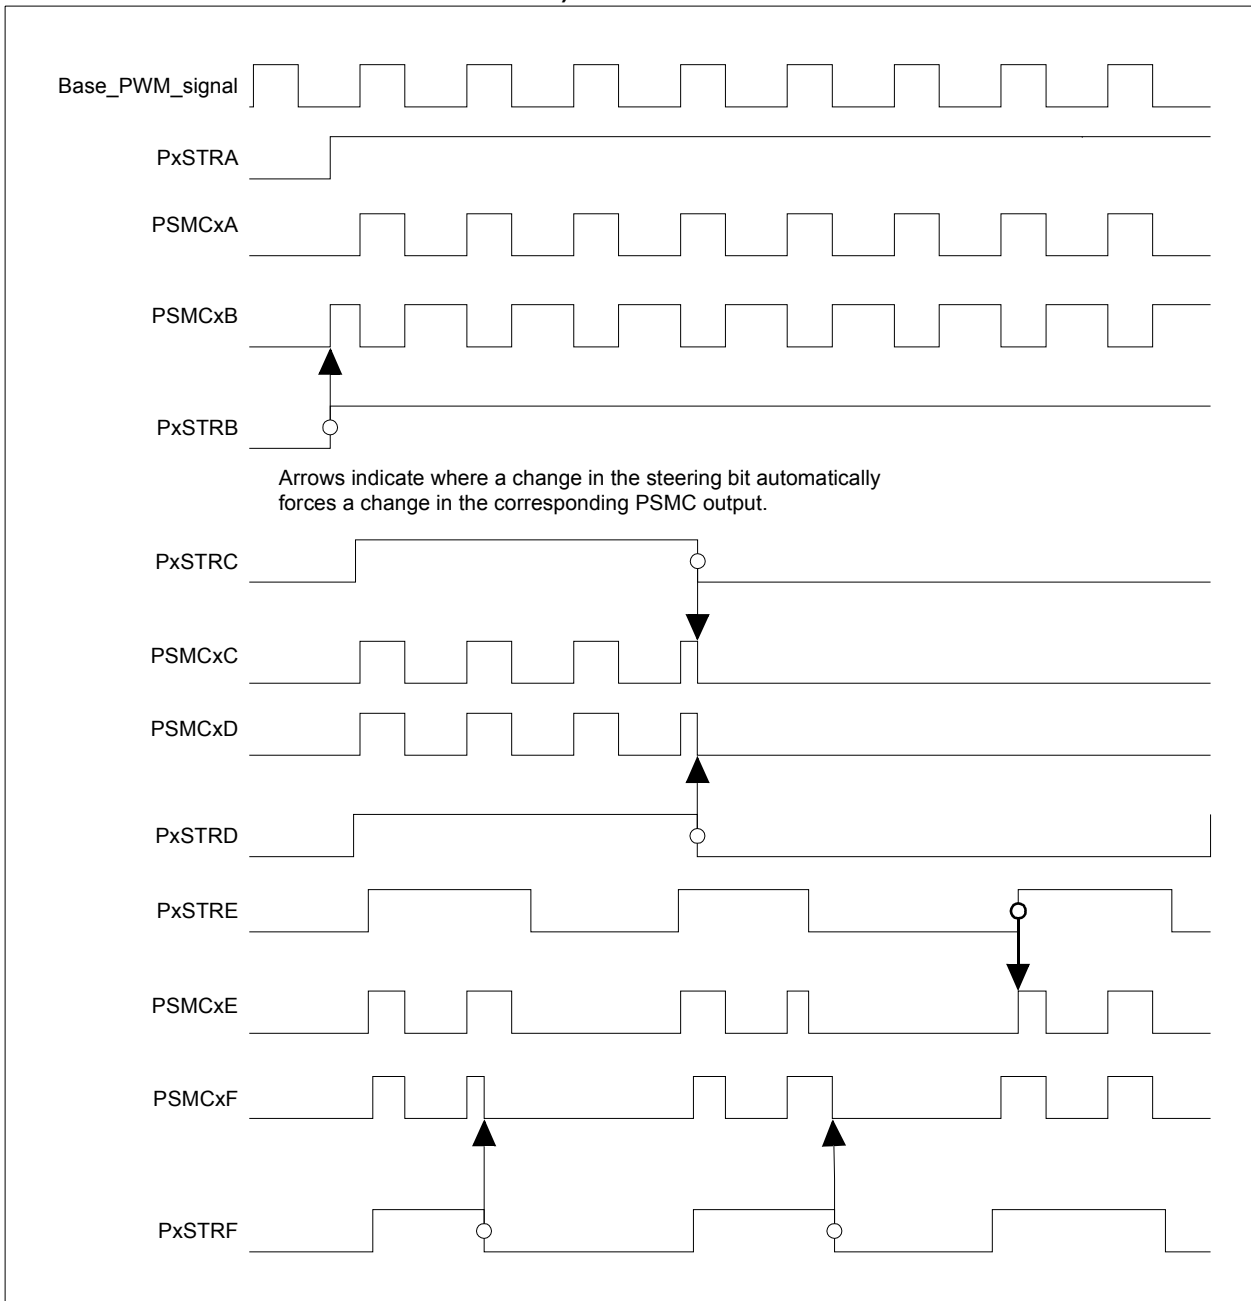 Base_PWM_signal
PxSTRA
PSMCxA
PSMCxB
PxSTRB
Arrows indicate where a change in the steering bit automatically
forces a change in the corresponding PSMC output.
PxSTRC
PSMCxC
PSMCxD
PxSTRD
PxSTRE
PSMCxE
PSMCxF
PxSTRF